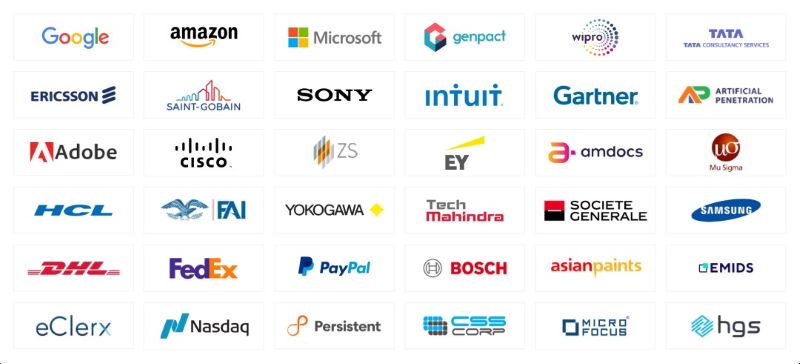 Google
amazon
Microsoft
genpact
wipro
TATA
TATA CONSULTANCY SERVICES
ERICSSON
SAINT-GOBAIN
SONY
intuit
Gartner
AP
ARTIFICIAL
PENETRATION
Adobe
CISCO
ZS
EY
amdocs
uσ
Mu Sigma
HCL
FAI
YOKOGAWA
Tech
Mahindra
SOCIETE
GENERALE
SAMSUNG
DHL
FedEx
PayPal
BOSCH
asianpaints
EMIDS
eClerx
Nasdaq
Persistent
CSS
CORP
MICRO
FOCUS
hgs